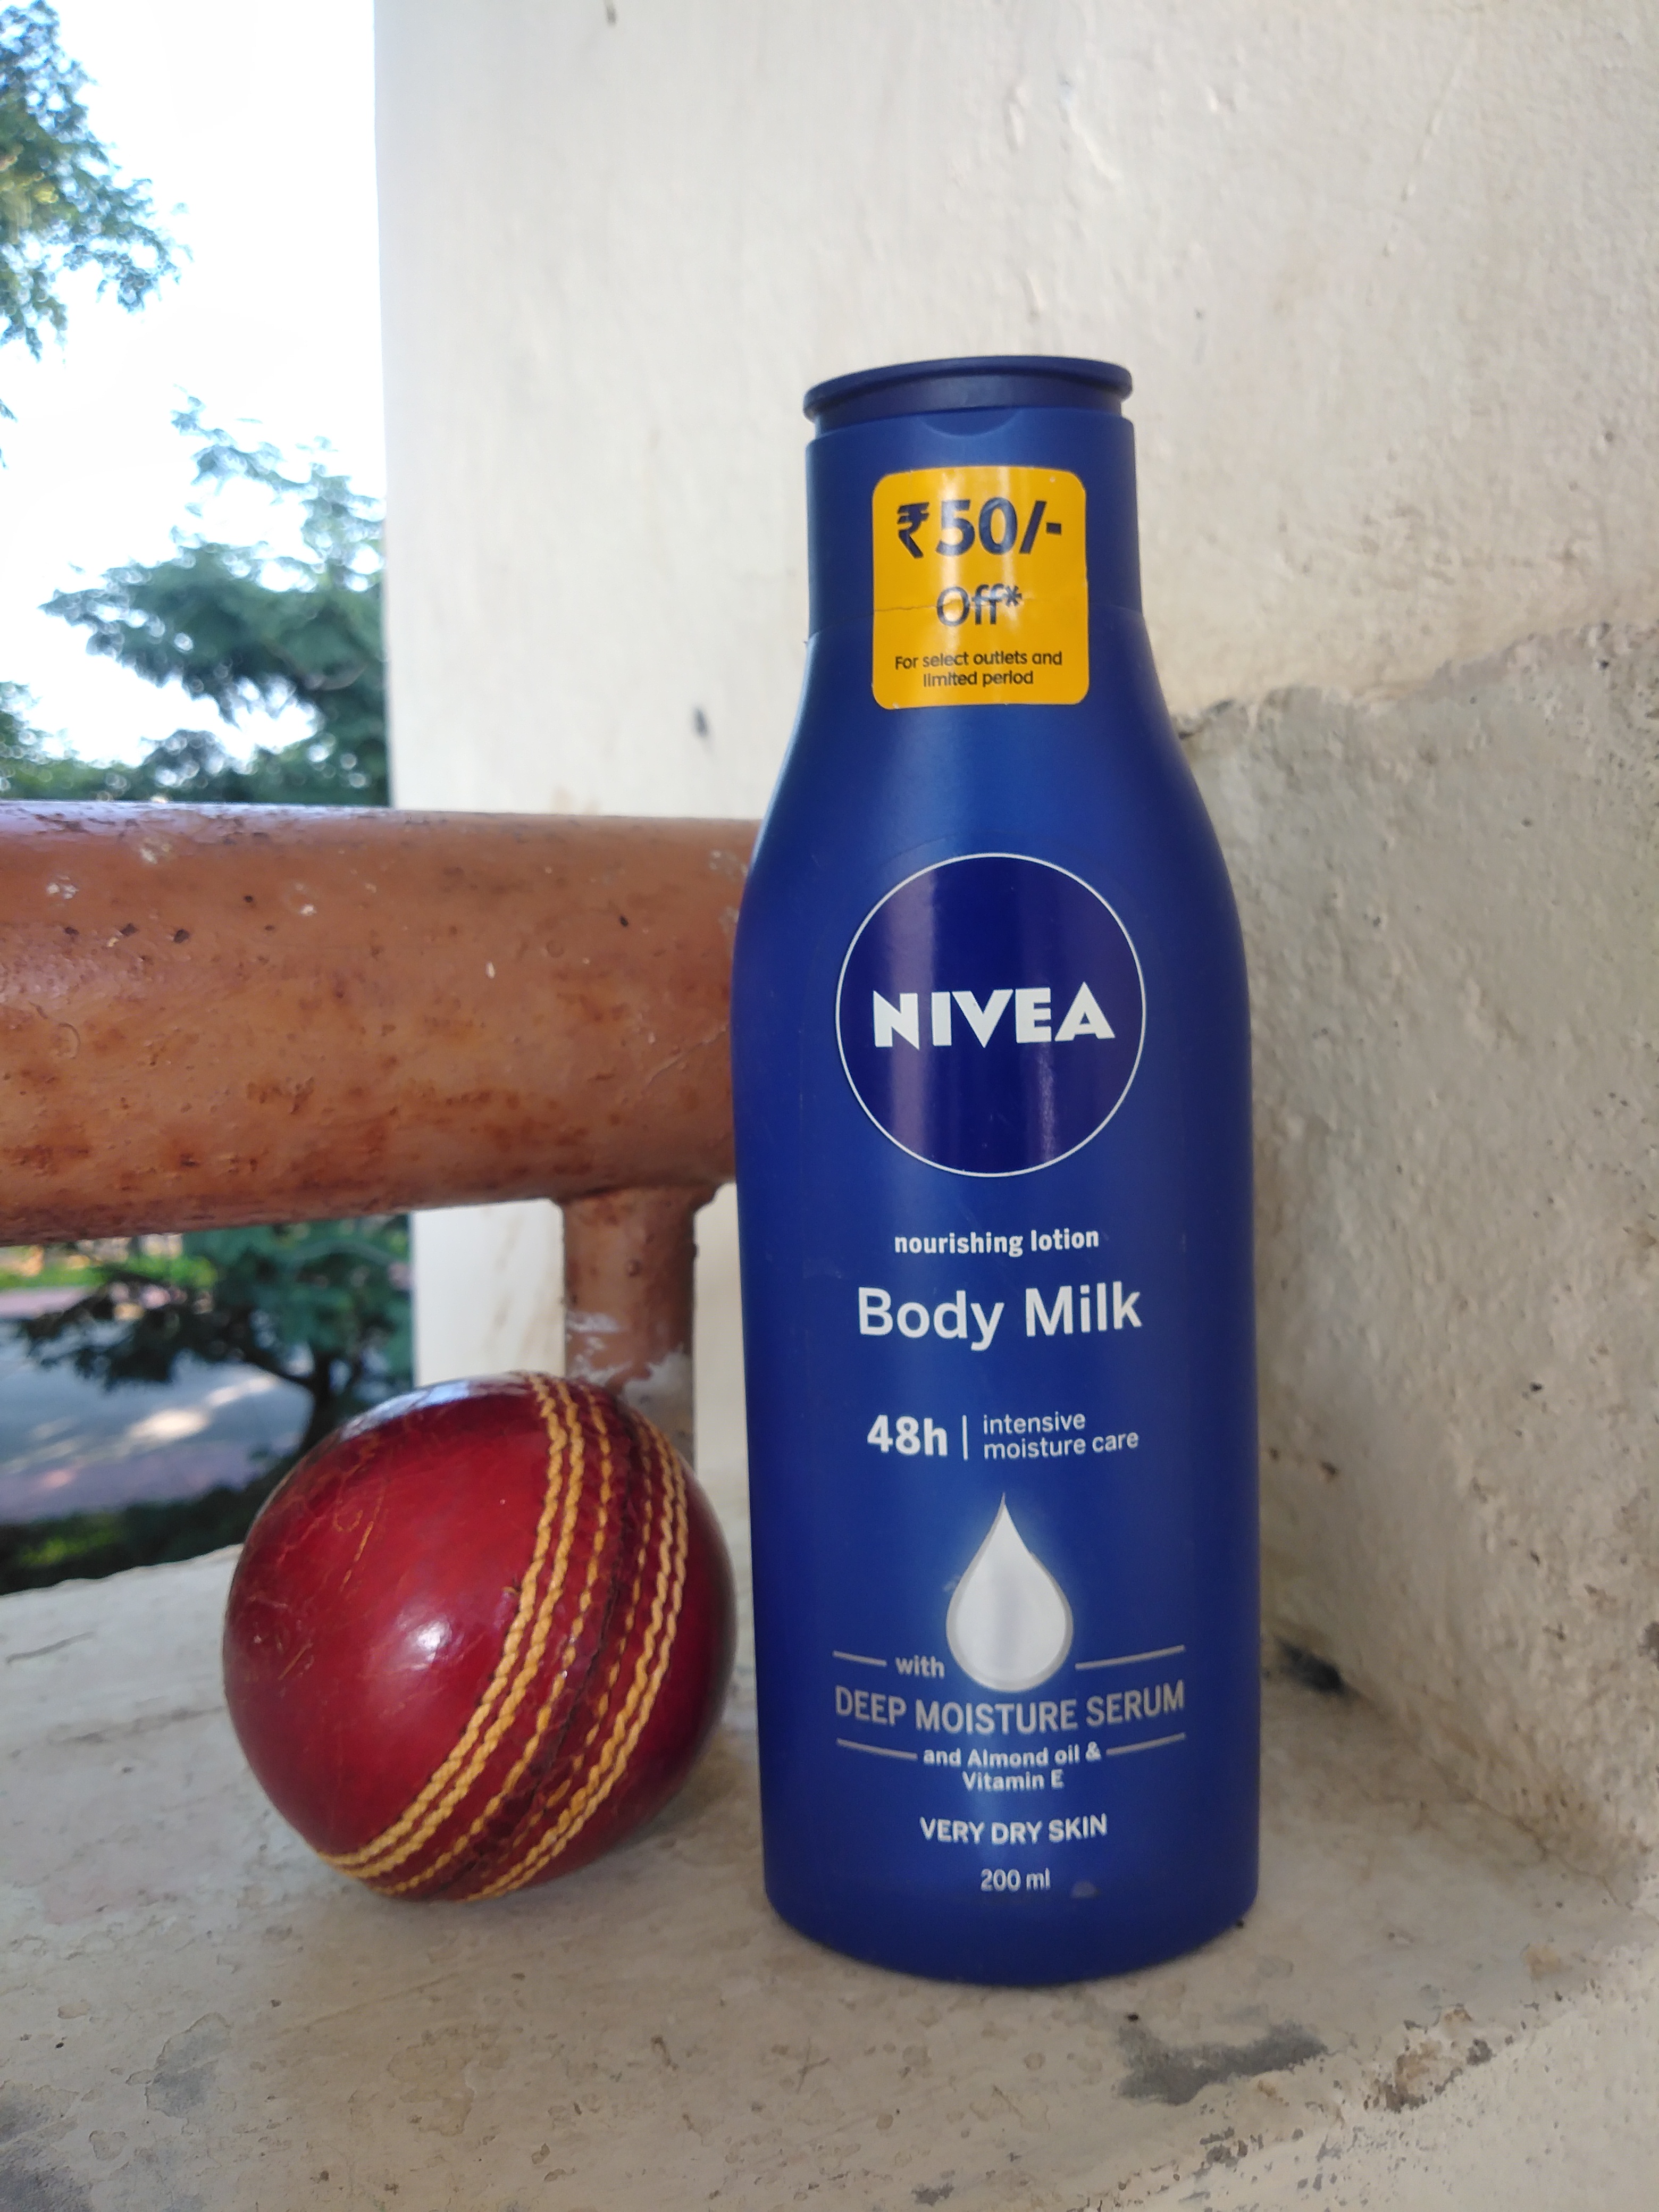 ₹50/-
Off*
For select outlets and
limited period
NIVEA
nourishing lotion
Body Milk
48h | intensive
moisture care
with
DEEP MOISTURE SERUM
and Almond oil &
Vitamin E
VERY DRY SKIN
200 ml